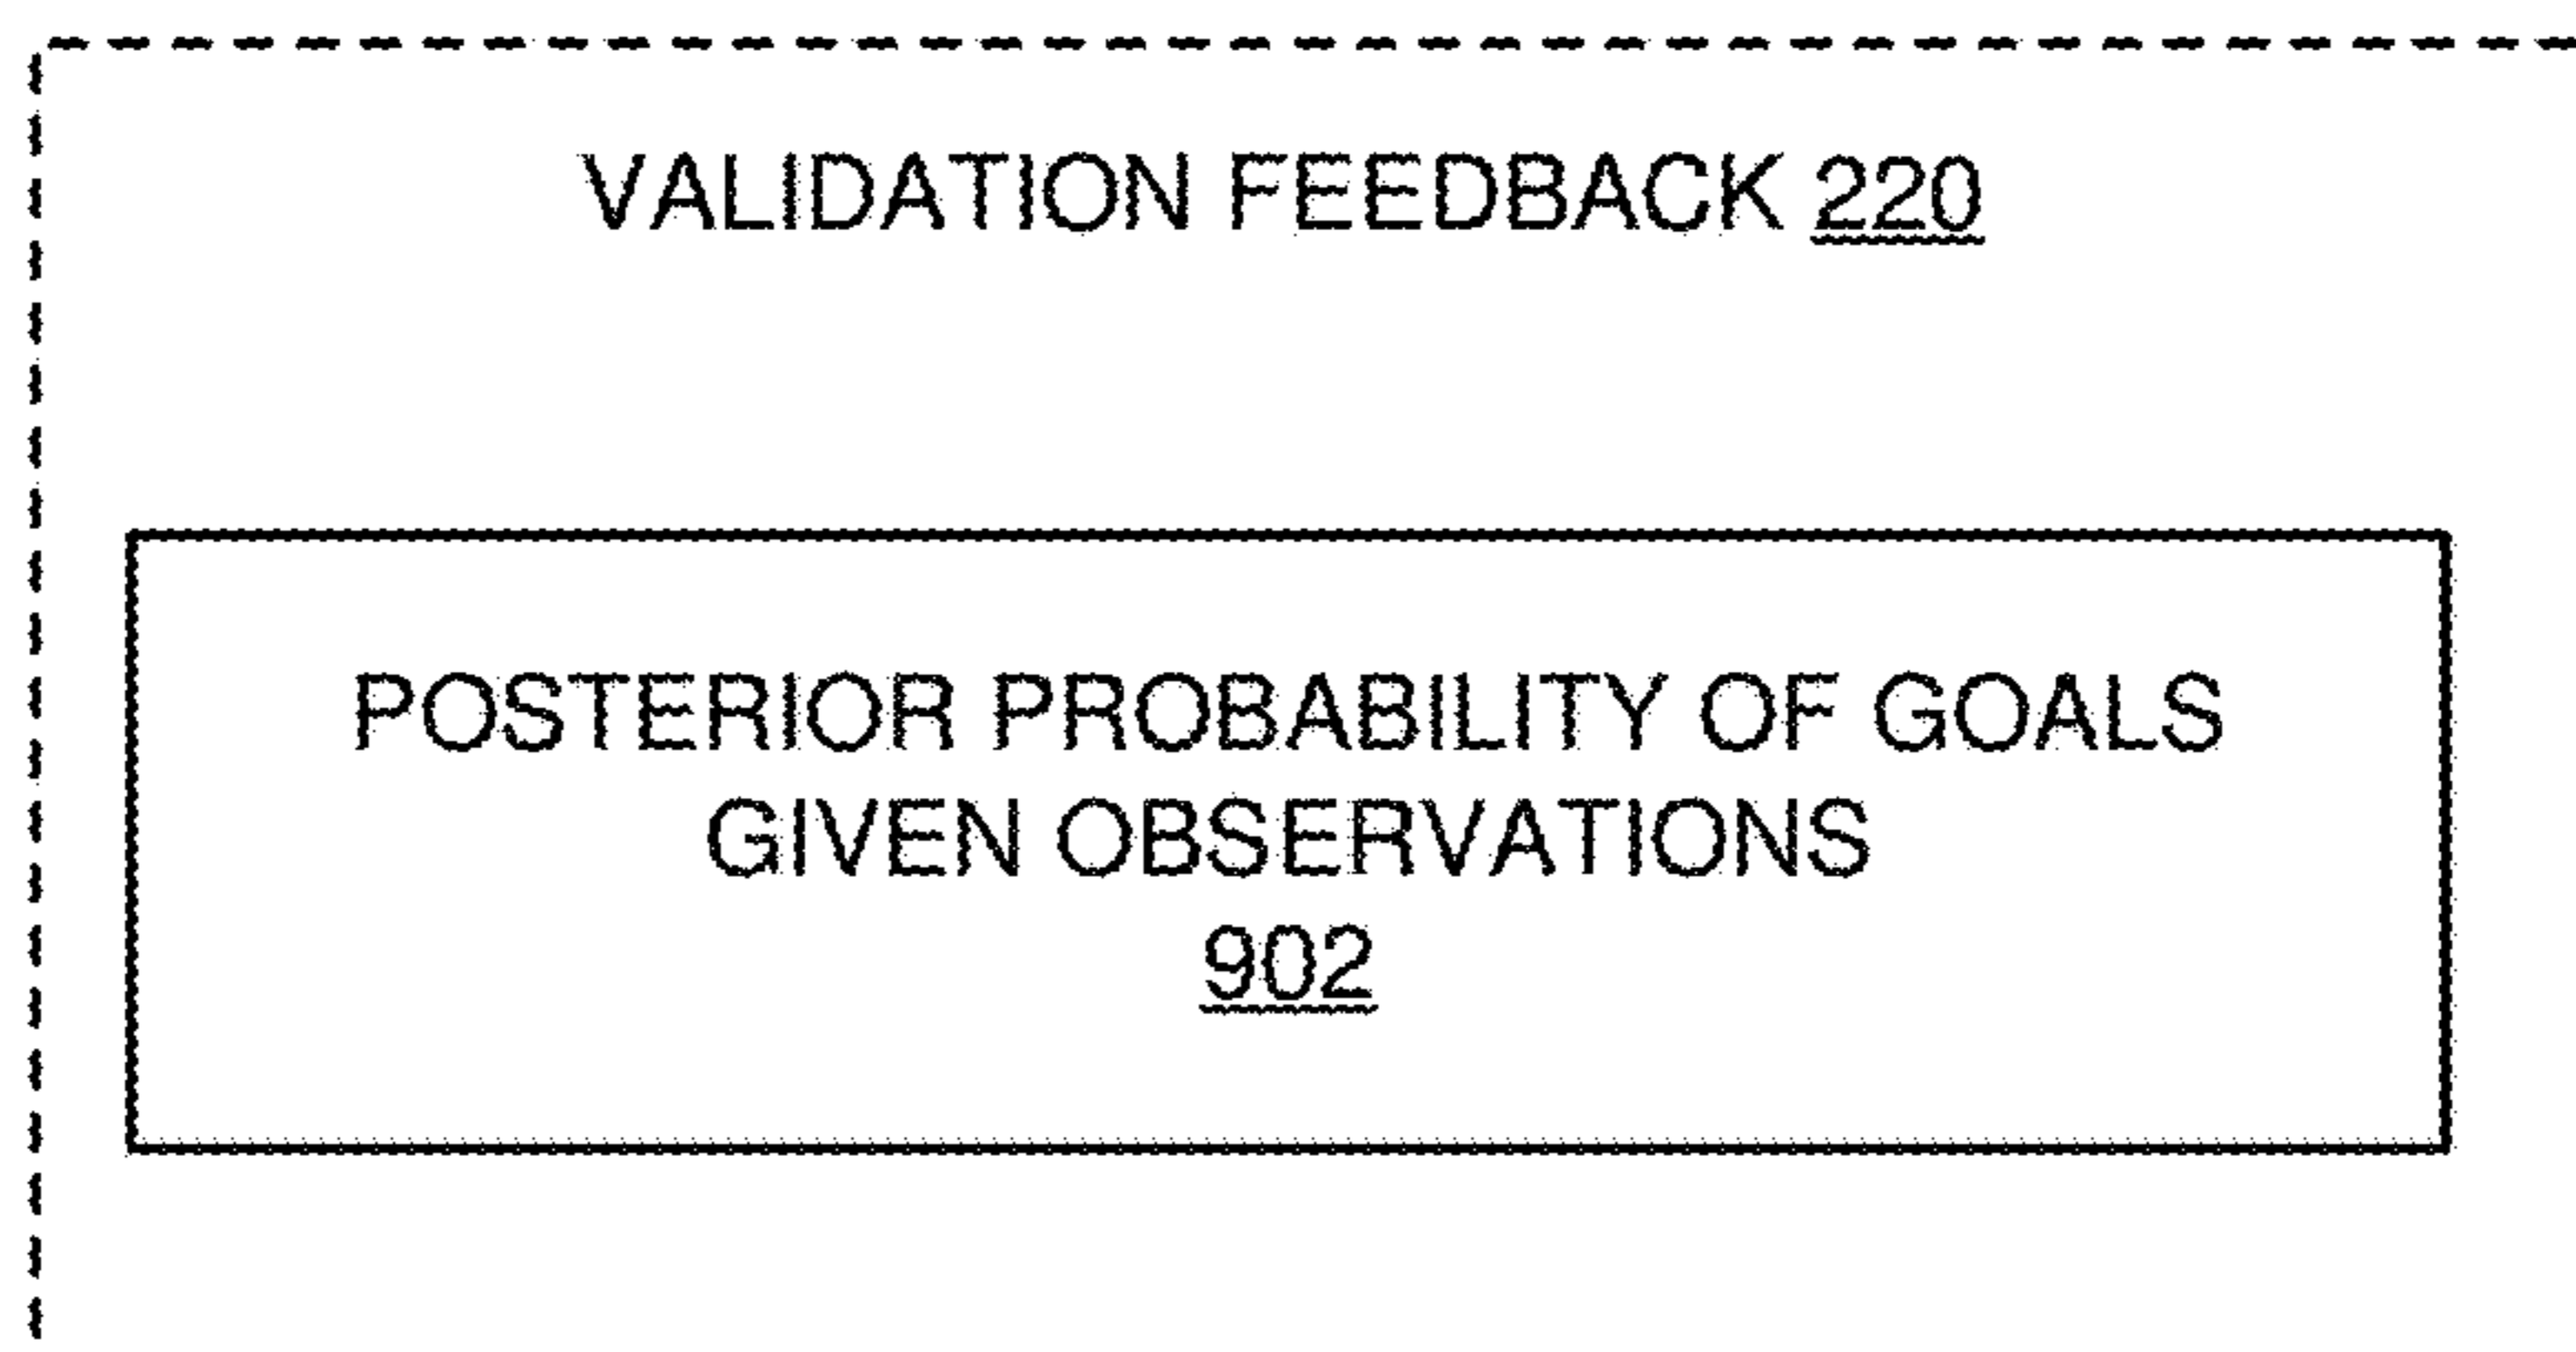 VALIDATION FEEDBACK 220
POSTERIOR PROBABILITY OF GOALS
GIVEN OBSERVATIONS
902